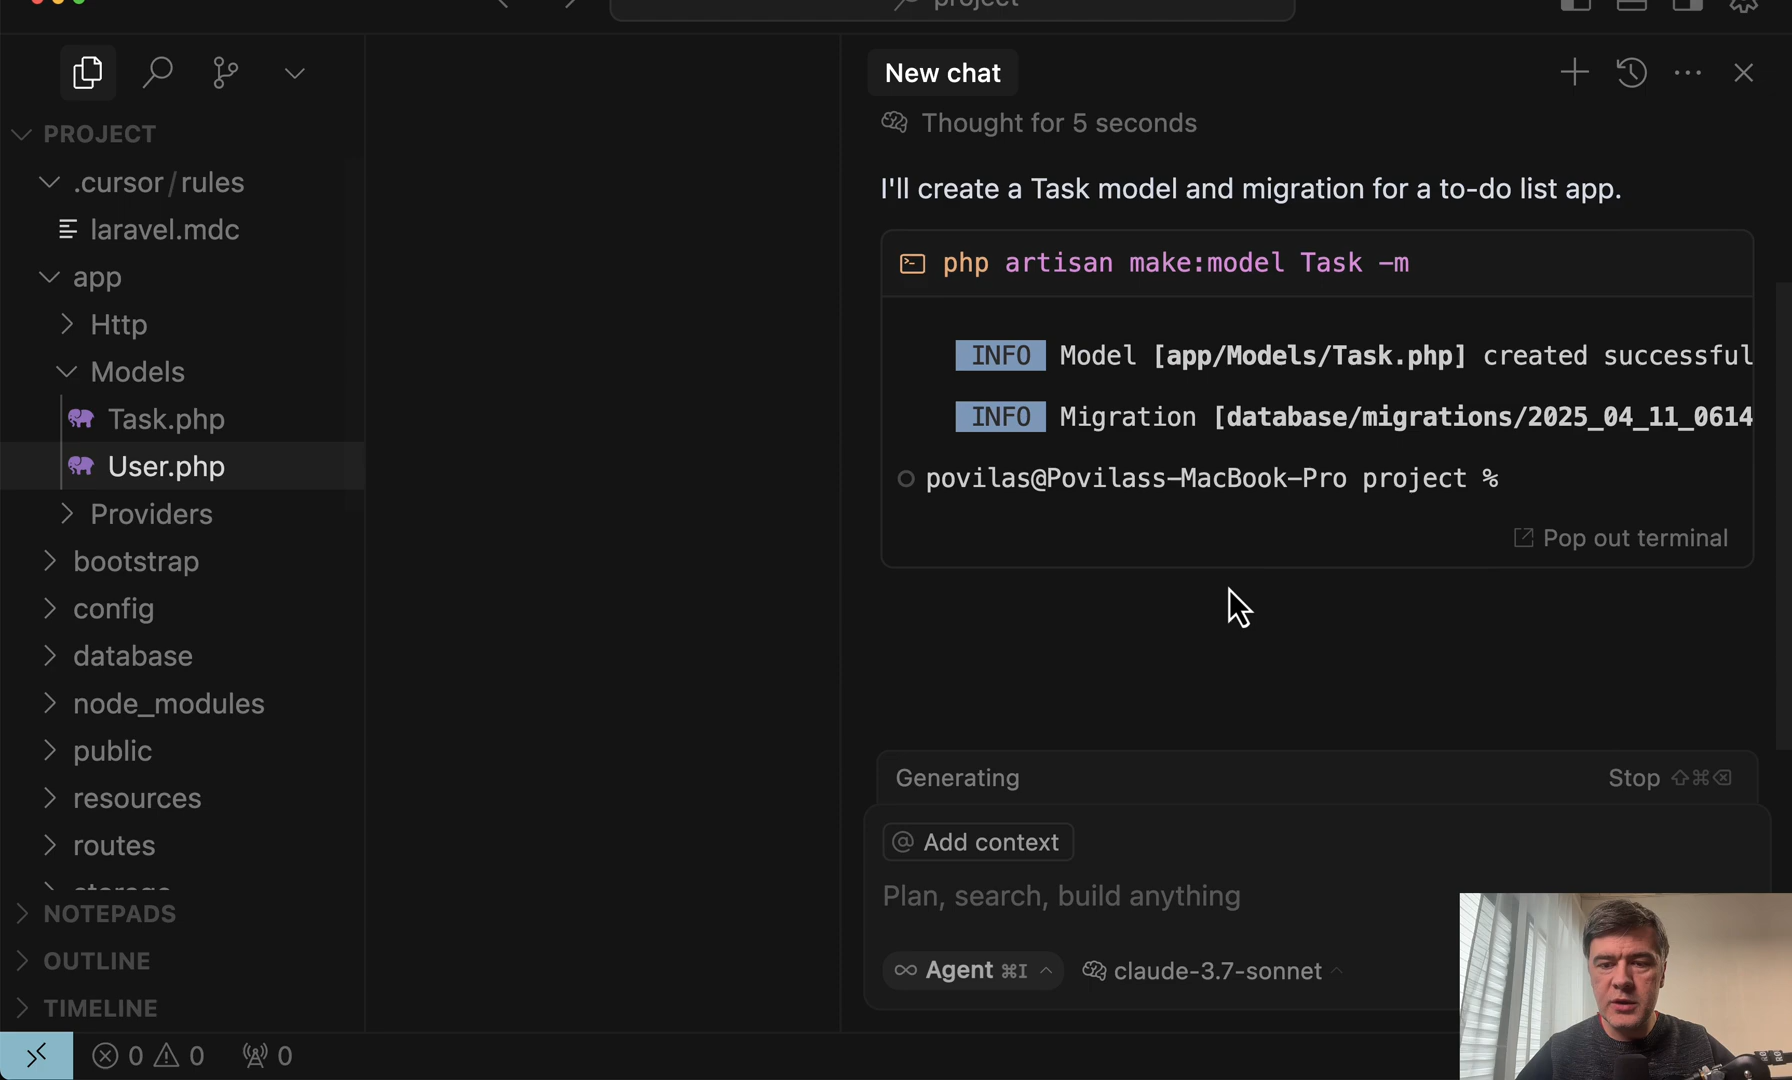 project
New chat
Thought for 5 seconds
PROJECT
.cursor/rules
laravel.mdc
app
Http
Models
Task.php
User.php
Providers
bootstrap
config
database
node_modules
public
resources
routes
storage
NOTEPADS
OUTLINE
TIMELINE
I'll create a Task model and migration for a to-do list app.
php artisan make:model Task -m
INFO Model [app/Models/Task.php] created successful
INFO Migration [database/migrations/2025_04_11_0614
povilas@Povilass-MacBook-Pro project %
Pop out terminal
Generating
Stop ⇧⌘⌫
@ Add context
Plan, search, build anything
∞ Agent ⌘I
claude-3.7-sonnet
0 0 0